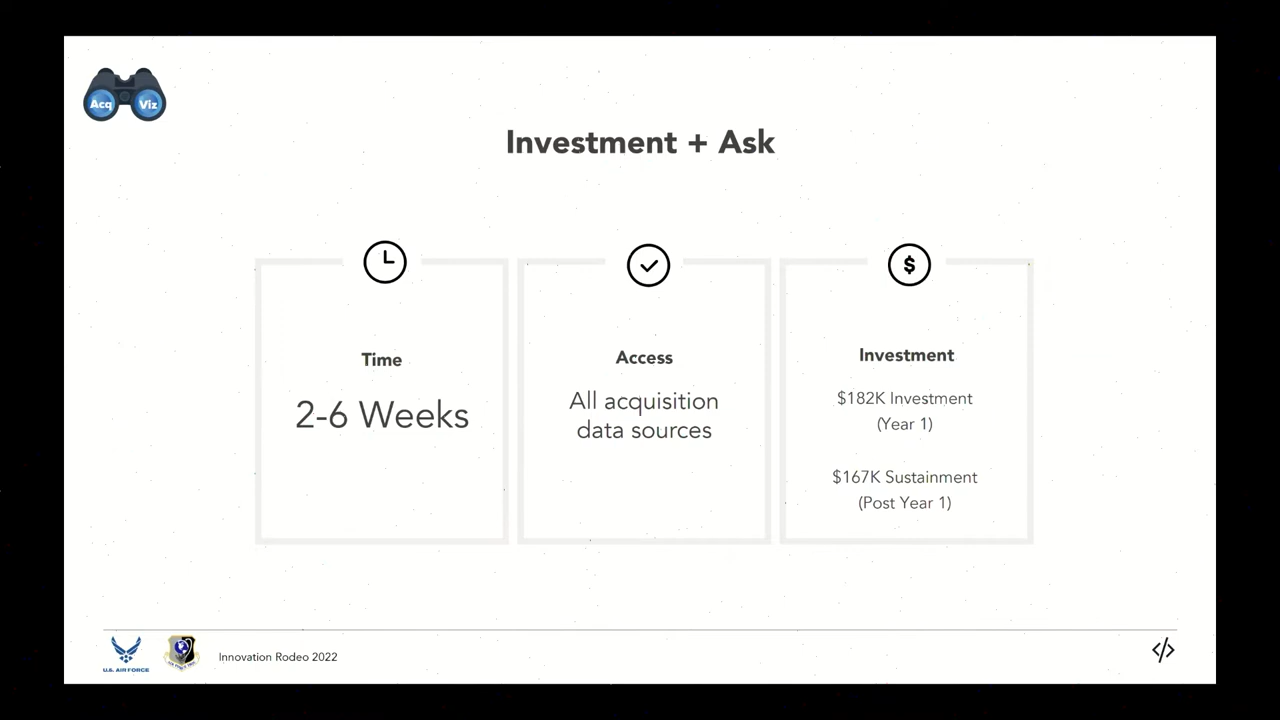 Acq Viz
Investment + Ask
$
Time
2-6 Weeks
Access
All acquisition
data sources
Investment
$182K Investment
(Year 1)
$167K Sustainment
(Post Year 1)
U.S. AIR FORCE
Innovation Rodeo 2022
</>